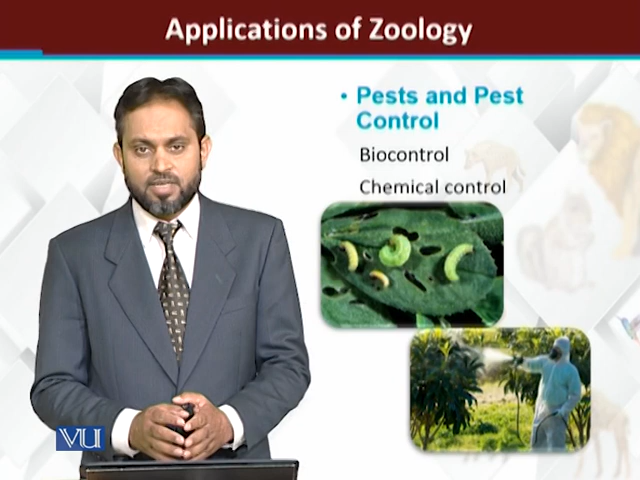 Applications of Zoology
• Pests and Pest
Control
Biocontrol
Chemical control
VU